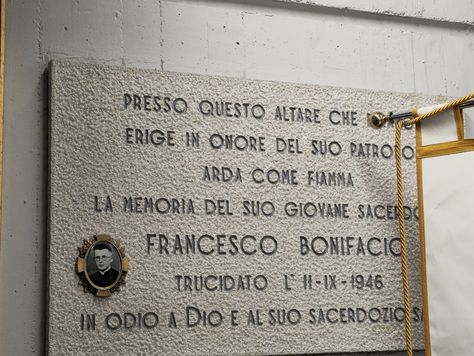 PRESSO QUESTO ALTARE CHE
ERIGE IN ONORE DEL SUO PATRONO
ARDA COME FIAMMA
LA MEMORIA DEL SUO GIOVANE SACERDO
FRANCESCO BONIFACIO
TRUCIDATO L' 11-IX-1946
IN ODIO A DIO E AL SUO SACERDOZIO S